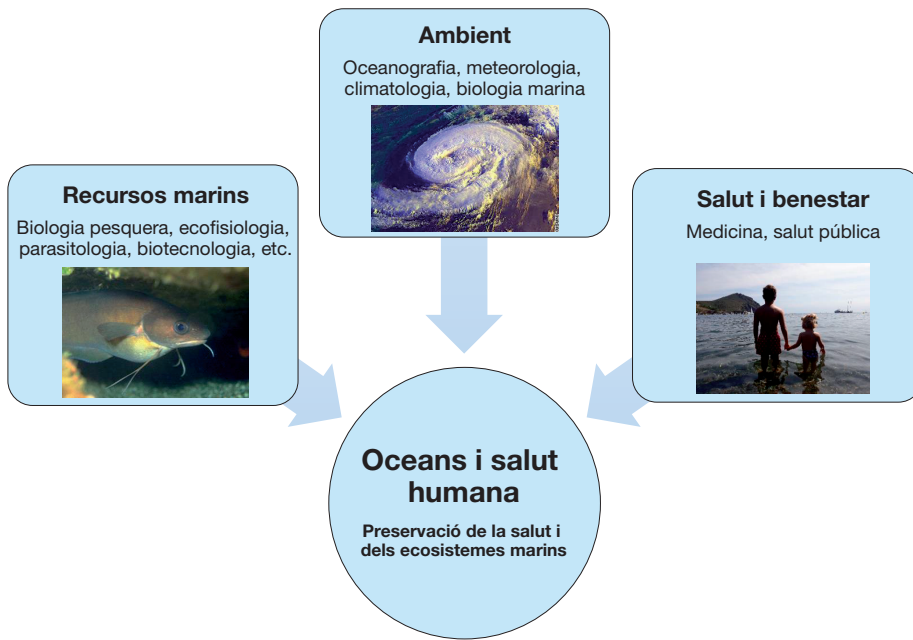 Ambient
Oceanografia, meteorologia,
climatologia, biologia marina
Recursos marins
Biologia pesquera, ecofisiologia,
parasitologia, biotecnologia, etc.
Salut i benestar
Medicina, salut pública
Oceans i salut
humana
Preservació de la salut i
dels ecosistemes marins